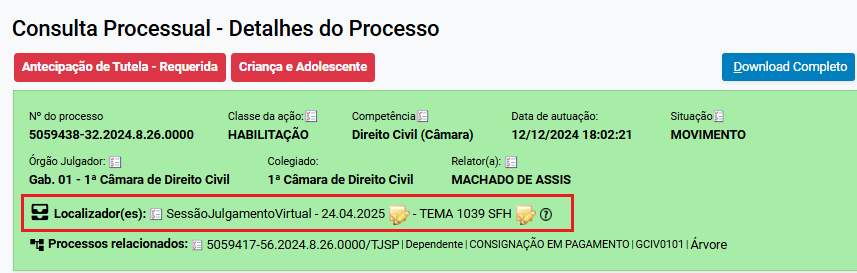 Consulta Processual - Detalhes do Processo
Antecipação de Tutela - Requerida Criança e Adolescente Download Completo
Nº do processo Classe da ação: Competência Data de autuação: Situação
5059438-32.2024.8.26.0000 HABILITAÇÃO Direito Civil (Câmara) 12/12/2024 18:02:21 MOVIMENTO
Órgão Julgador: Colegiado: Relator(a):
Gab. 01 - 1ª Câmara de Direito Civil 1ª Câmara de Direito Civil MACHADO DE ASSIS
Localizador(es): SessãoJulgamentoVirtual - 24.04.2025 - TEMA 1039 SFH ?
Processos relacionados: 5059417-56.2024.8.26.0000/TJSP | Dependente | CONSIGNAÇÃO EM PAGAMENTO | GCIV0101 | Árvore